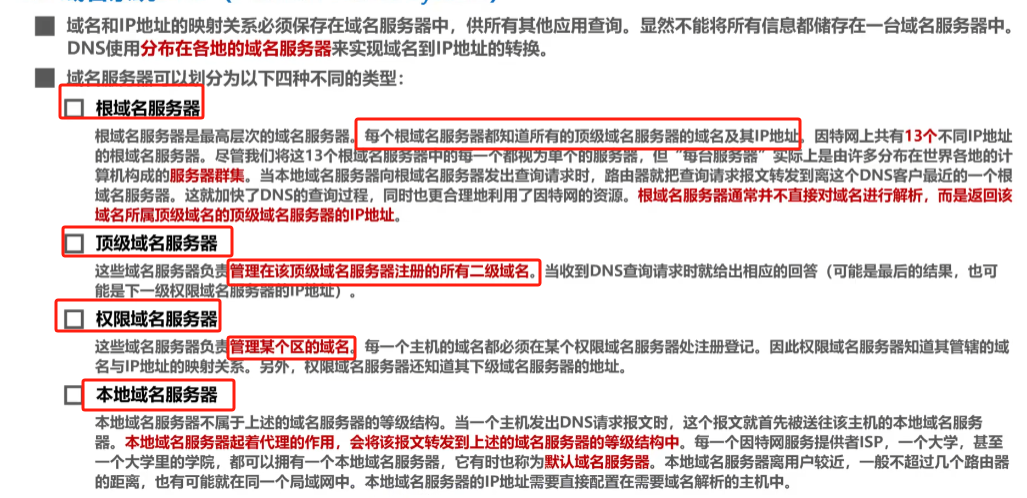 域名和IP地址的映射关系必须保存在域名服务器中，供所有其他应用查询。显然不能将所有信息都储存在一台域名服务器中。
DNS使用分布在各地的域名服务器来实现域名到IP地址的转换。
域名服务器可以划分为以下四种不同的类型：
根域名服务器
根域名服务器是最高层次的域名服务器。每个根域名服务器都知道所有的顶级域名服务器的域名及其IP地址。因特网上共有13个不同IP地址
的根域名服务器。尽管我们将这13个根域名服务器中的每一个都视为单个的服务器，但“每台服务器”实际上是由许多分布在世界各地的计
算机构成的服务器群集。当本地域名服务器向根域名服务器发出查询请求时，路由器就把查询请求报文转发到离这个DNS客户最近的一个根
域名服务器。这就加快了DNS的查询过程，同时也更合理地利用了因特网的资源。根域名服务器通常并不直接对域名进行解析，而是返回该
域名所属顶级域名的顶级域名服务器的IP地址。
顶级域名服务器
这些域名服务器负责管理在该顶级域名服务器注册的所有二级域名。当收到DNS查询请求时就给出相应的回答（可能是最后的结果，也可
能是下一级权限域名服务器的IP地址）。
权限域名服务器
这些域名服务器负责管理某个区的域名。每一个主机的域名都必须在某个权限域名服务器处注册登记。因此权限域名服务器知道其管辖的域
名与IP地址的映射关系。另外，权限域名服务器还知道其下级域名服务器的地址。
本地域名服务器
本地域名服务器不属于上述的域名服务器的等级结构。当一个主机发出DNS请求报文时，这个报文就首先被送往该主机的本地域名服务
器。本地域名服务器起着代理的作用，会将该报文转发到上述的域名服务器的等级结构中。每一个因特网服务提供者ISP，一个大学，甚至
一个大学里的学院，都可以拥有一个本地域名服务器，它有时也称为默认域名服务器。本地域名服务器离用户较近，一般不超过几个路由器
的距离，也有可能就在同一个局域网中。本地域名服务器的IP地址需要直接配置在需要域名解析的主机中。